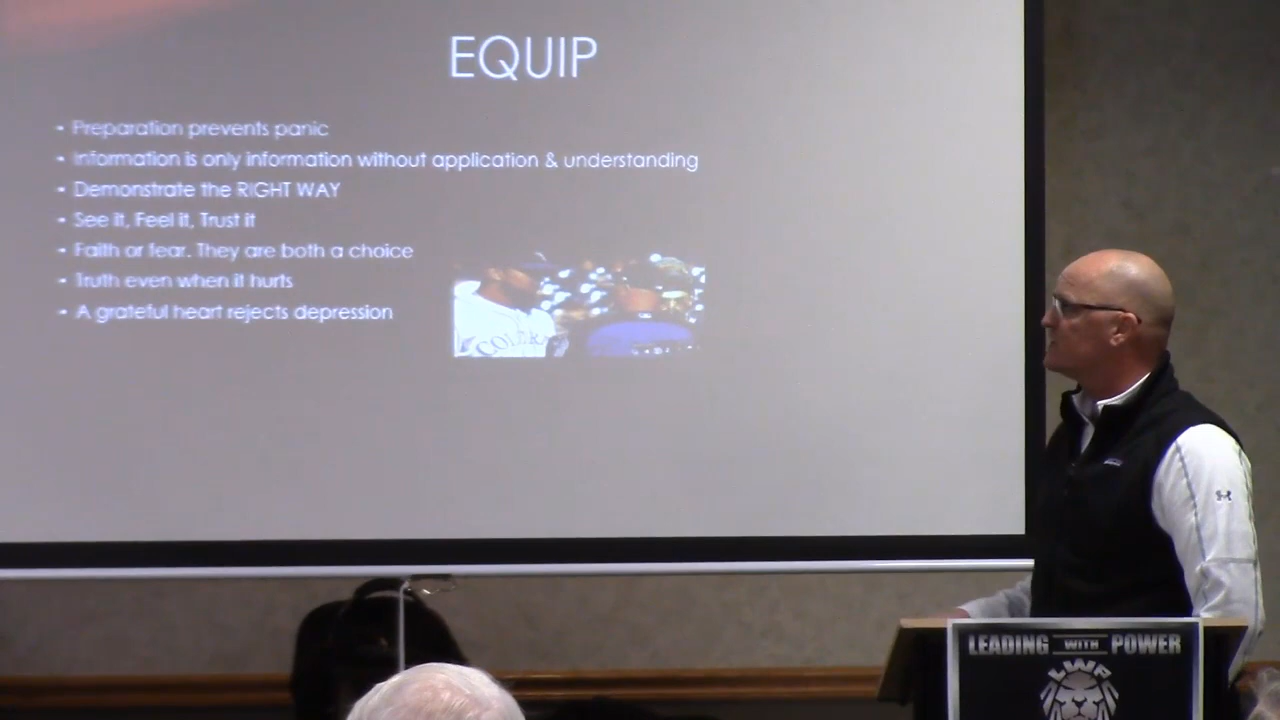 EQUIP
• Preparation prevents panic
• Information is only information without application & understanding
• Demonstrate the RIGHT WAY
• See it, Feel it, Trust it
• Faith or fear. They are both a choice
• Truth even when it hurts
• A grateful heart rejects depression
LEADING WITH POWER
LWP